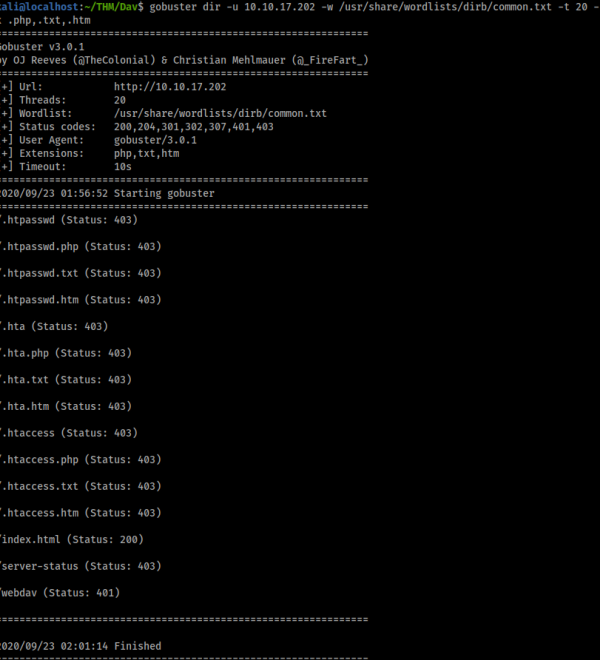 kali@localhost:~/THM/Dav$ gobuster dir -u 10.10.17.202 -w /usr/share/wordlists/dirb/common.txt -t 20 -
x .php,.txt,.htm
===============================================================
Gobuster v3.0.1
by OJ Reeves (@TheColonial) & Christian Mehlmauer (@_FireFart_)
===============================================================
[+] Url:            http://10.10.17.202
[+] Threads:        20
[+] Wordlist:       /usr/share/wordlists/dirb/common.txt
[+] Status codes:   200,204,301,302,307,401,403
[+] User Agent:     gobuster/3.0.1
[+] Extensions:     php,txt,htm
[+] Timeout:        10s
===============================================================
2020/09/23 01:56:52 Starting gobuster
===============================================================
/.htpasswd (Status: 403)
/.htpasswd.php (Status: 403)
/.htpasswd.txt (Status: 403)
/.htpasswd.htm (Status: 403)
/.hta (Status: 403)
/.hta.php (Status: 403)
/.hta.txt (Status: 403)
/.hta.htm (Status: 403)
/.htaccess (Status: 403)
/.htaccess.php (Status: 403)
/.htaccess.txt (Status: 403)
/.htaccess.htm (Status: 403)
/index.html (Status: 200)
/server-status (Status: 403)
/webdav (Status: 401)
===============================================================
2020/09/23 02:01:14 Finished
===============================================================